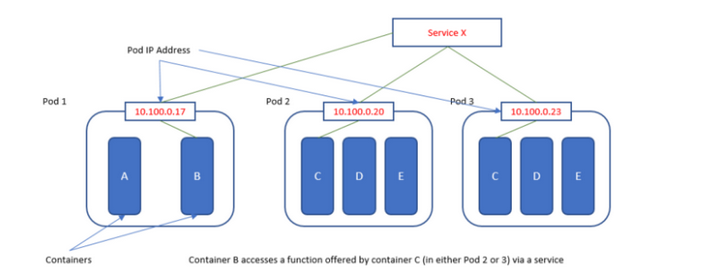 Service X
Pod IP Address
Pod 1
Pod 2
Pod 3
10.100.0.17
10.100.0.20
10.100.0.23
A
B
C
D
E
C
D
E
Containers
Container B accesses a function offered by container C (in either Pod 2 or 3) via a service